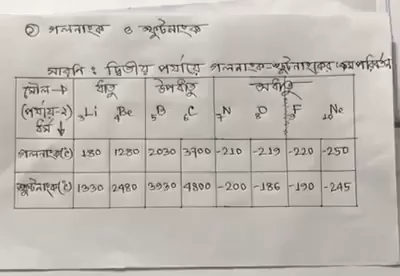 ② গলনাংক ও স্ফুটনাংক
সারণি : দ্বিতীয় পর্যায়ে গলনাংক-স্ফুটনাংকের ক্রমপরিবর্তন
মৌল→ ধাতু উপধাতু অধাতু
(পর্যায়-২) ₃Li ₄Be ₅B ₆C ₇N ₈O ₉F ₁₀Ne
ধর্ম ↓
গলনাংক(c) 180 1280 2030 3700 -210 -219 -220 -250
স্ফুটনাংক(c) 1330 2480 3930 4800 -200 -186 -190 -245